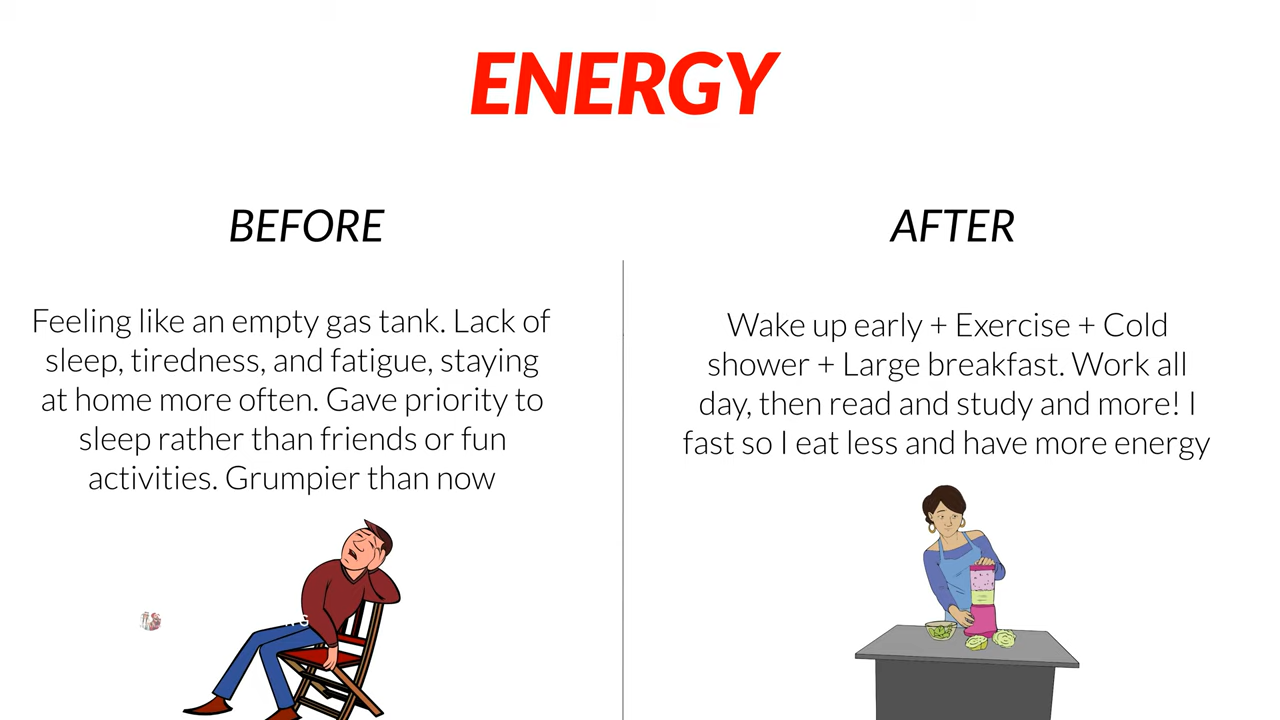 ENERGY
BEFORE
Feeling like an empty gas tank. Lack of
sleep, tiredness, and fatigue, staying
at home more often. Gave priority to
sleep rather than friends or fun
activities. Grumpier than now
AFTER
Wake up early + Exercise + Cold
shower + Large breakfast. Work all
day, then read and study and more! I
fast so I eat less and have more energy